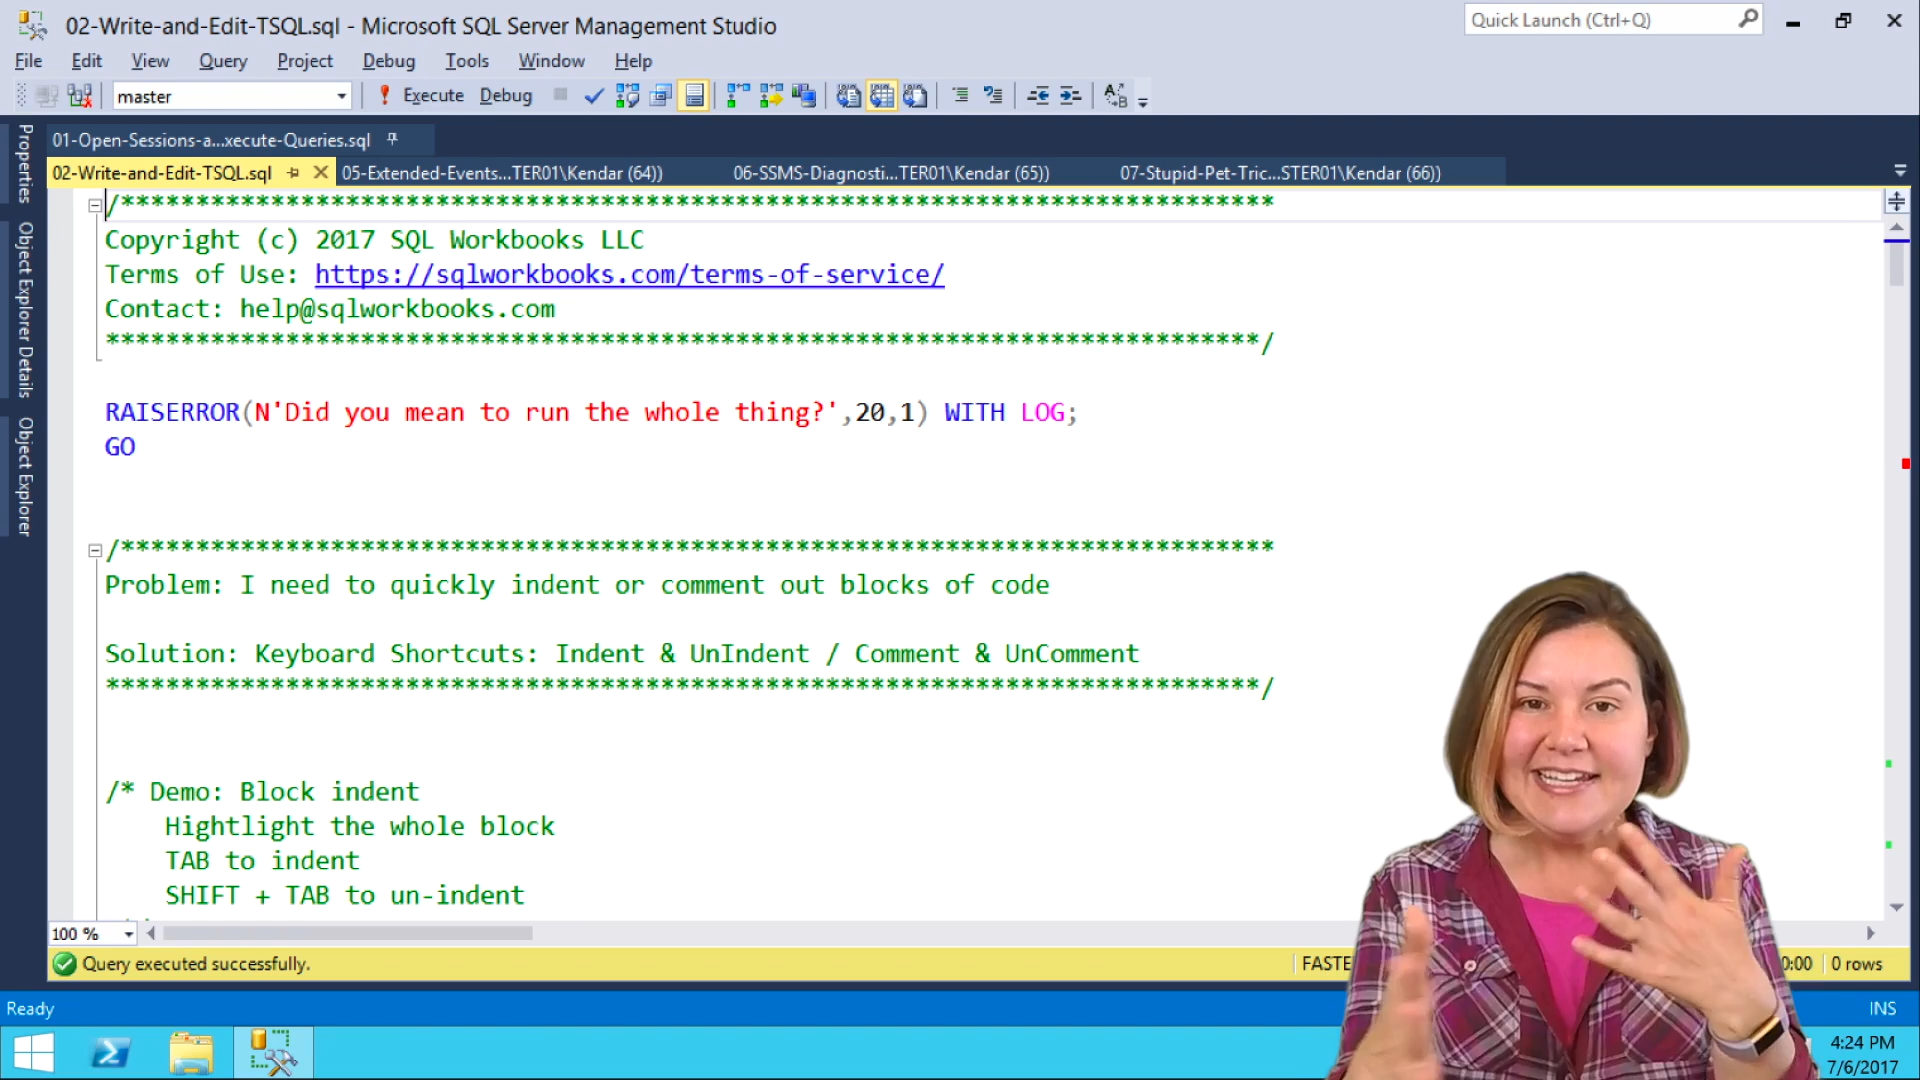 02-Write-and-Edit-TSQL.sql - Microsoft SQL Server Management Studio
Quick Launch (Ctrl+Q)
File Edit View Query Project Debug Tools Window Help
master Execute Debug
01-Open-Sessions-a...xecute-Queries.sql
02-Write-and-Edit-TSQL.sql 05-Extended-Events...TER01\Kendar (64)) 06-SSMS-Diagnosti...TER01\Kendar (65)) 07-Stupid-Pet-Tric...STER01\Kendar (66))
Properties
Object Explorer Details
Object Explorer
/*****************************************************************************
Copyright (c) 2017 SQL Workbooks LLC
Terms of Use: https://sqlworkbooks.com/terms-of-service/
Contact: help@sqlworkbooks.com
*****************************************************************************/
RAISERROR(N'Did you mean to run the whole thing?',20,1) WITH LOG;
GO
/*****************************************************************************
Problem: I need to quickly indent or comment out blocks of code
Solution: Keyboard Shortcuts: Indent & UnIndent / Comment & UnComment
*****************************************************************************/
/* Demo: Block indent
Hightlight the whole block
TAB to indent
SHIFT + TAB to un-indent
100 %
Query executed successfully. FASTE 0:00 0 rows
Ready INS
4:24 PM
7/6/2017